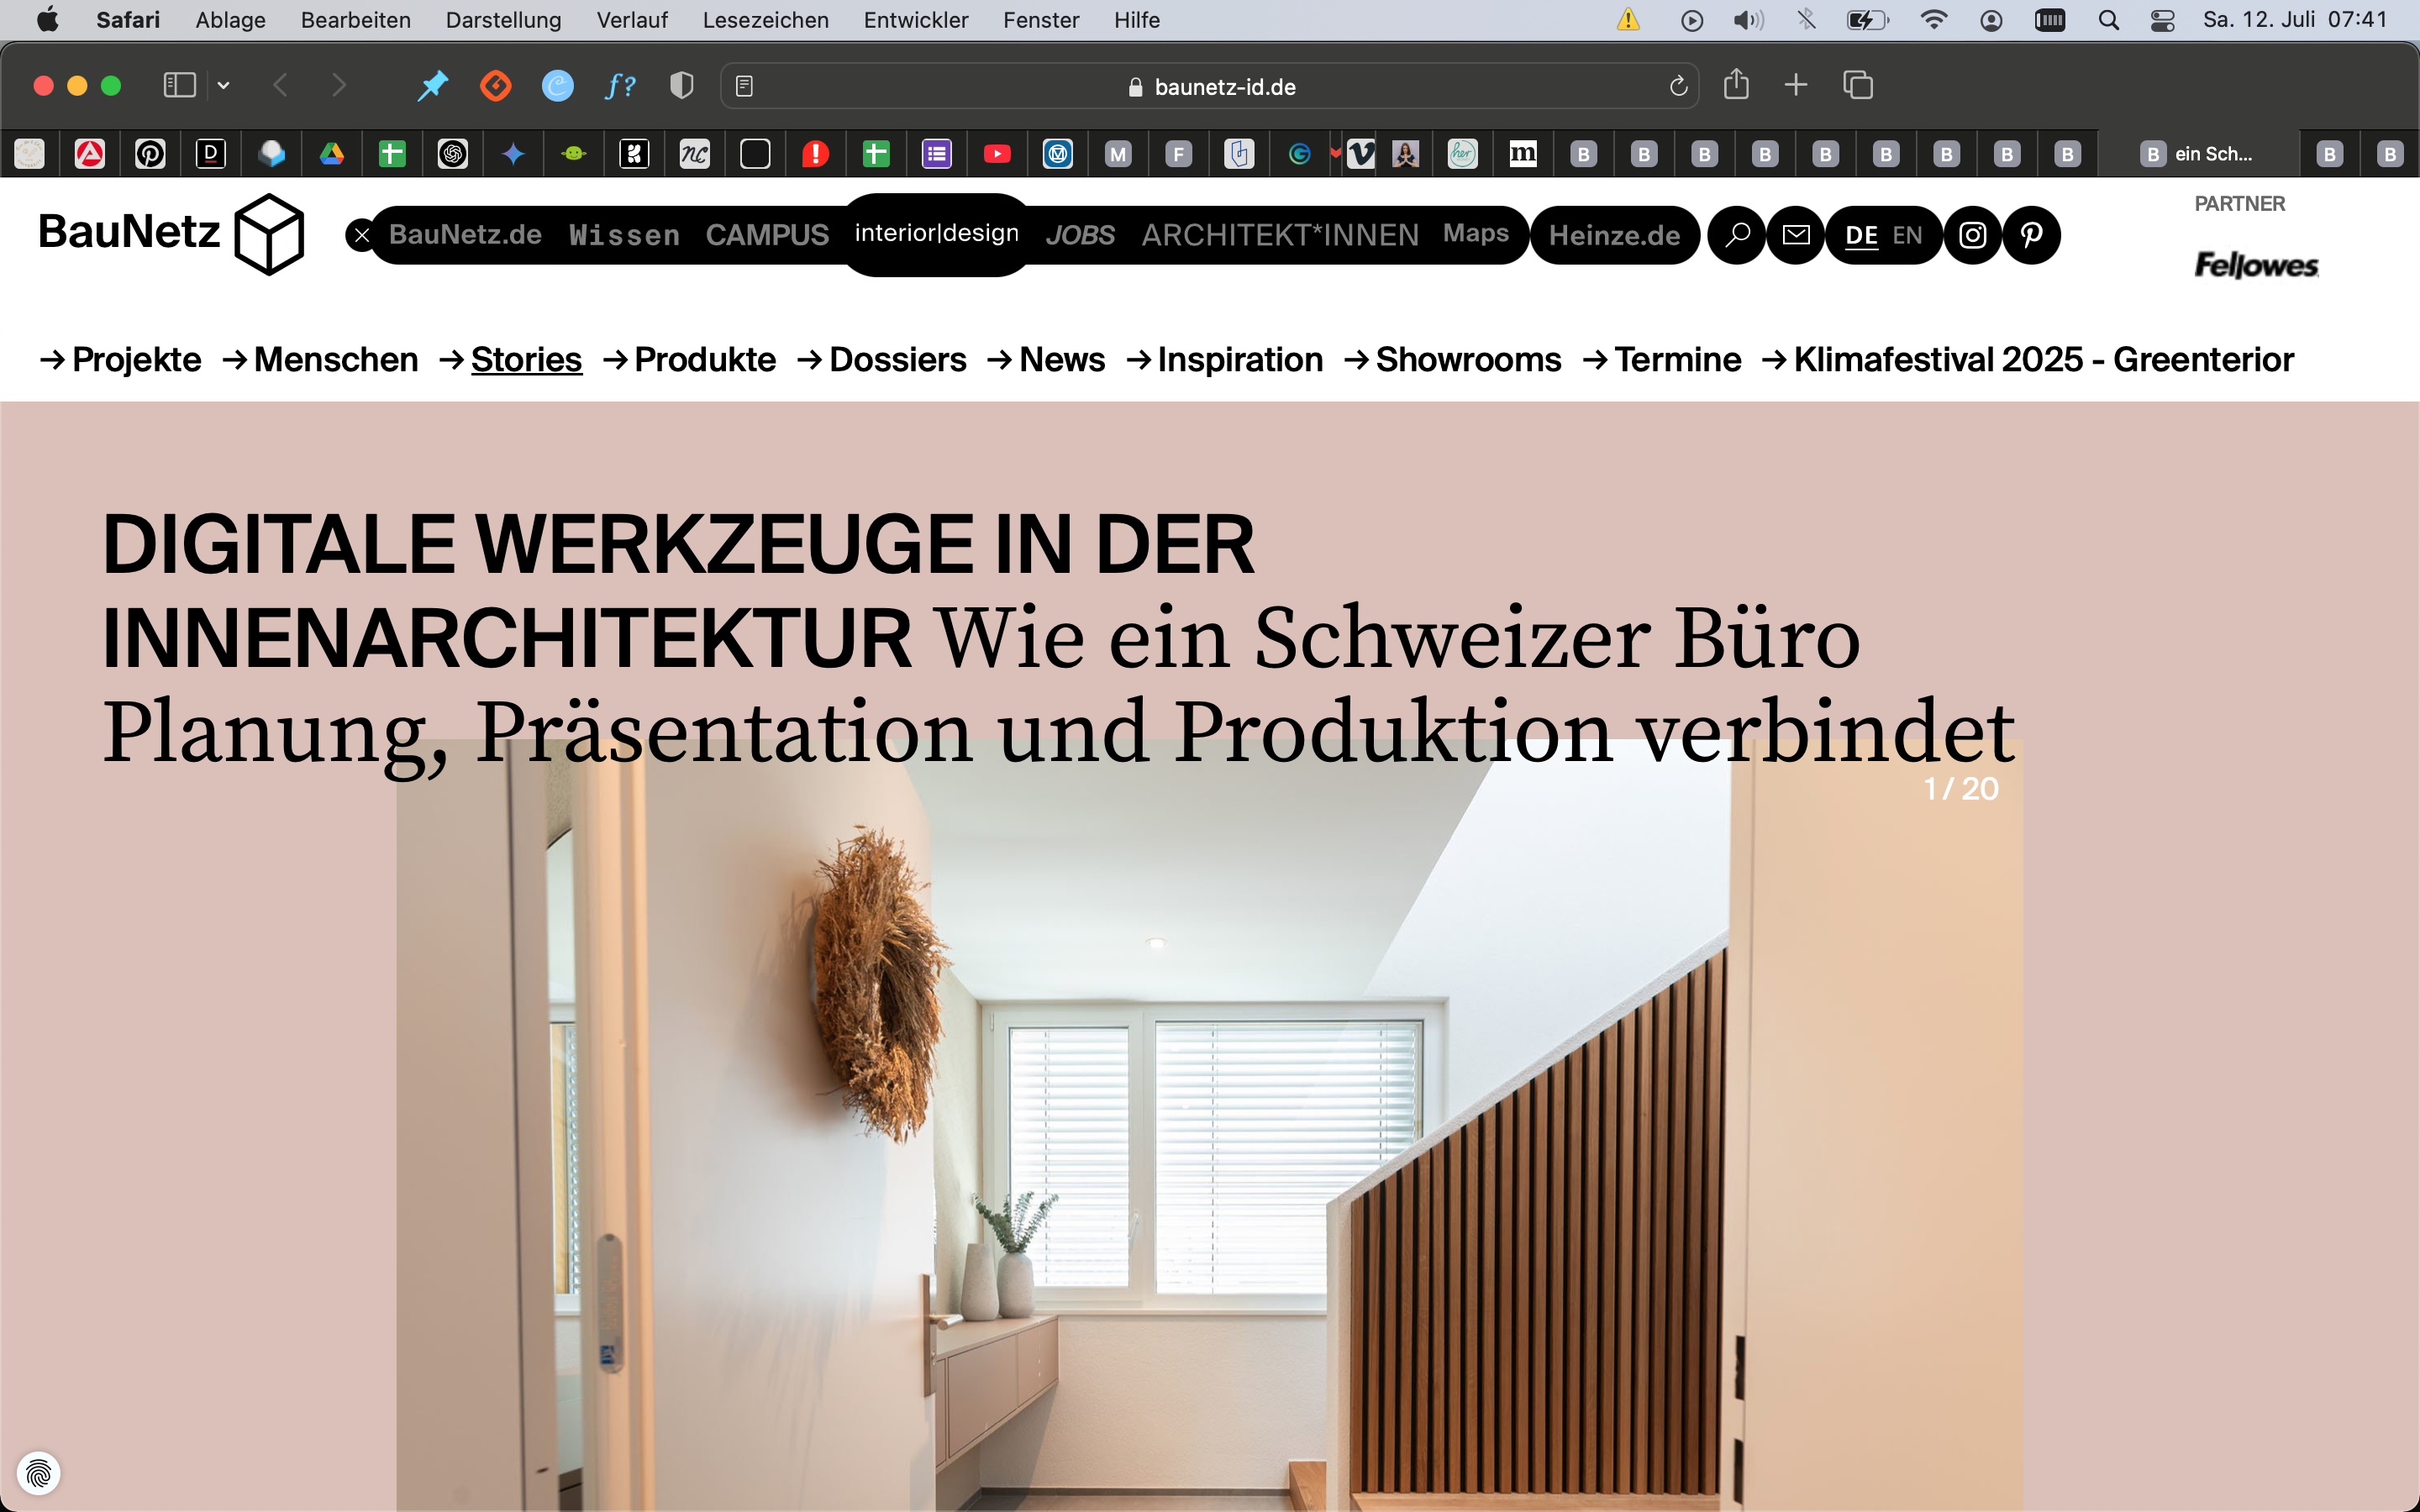 Safari Ablage Bearbeiten Darstellung Verlauf Lesezeichen Entwickler Fenster Hilfe Sa. 12. Juli 07:41
f? baunetz-id.de
D nc M F her m B B B B B B B B B B ein Sch... B B
PARTNER
BauNetz BauNetz.de Wissen CAMPUS interior|design JOBS ARCHITEKT*INNEN Maps Heinze.de DE EN
Fellowes
→ Projekte → Menschen → Stories → Produkte → Dossiers → News → Inspiration → Showrooms → Termine → Klimafestival 2025 - Greenterior
DIGITALE WERKZEUGE IN DER
INNENARCHITEKTUR Wie ein Schweizer Büro
Planung, Präsentation und Produktion verbindet
1 / 20